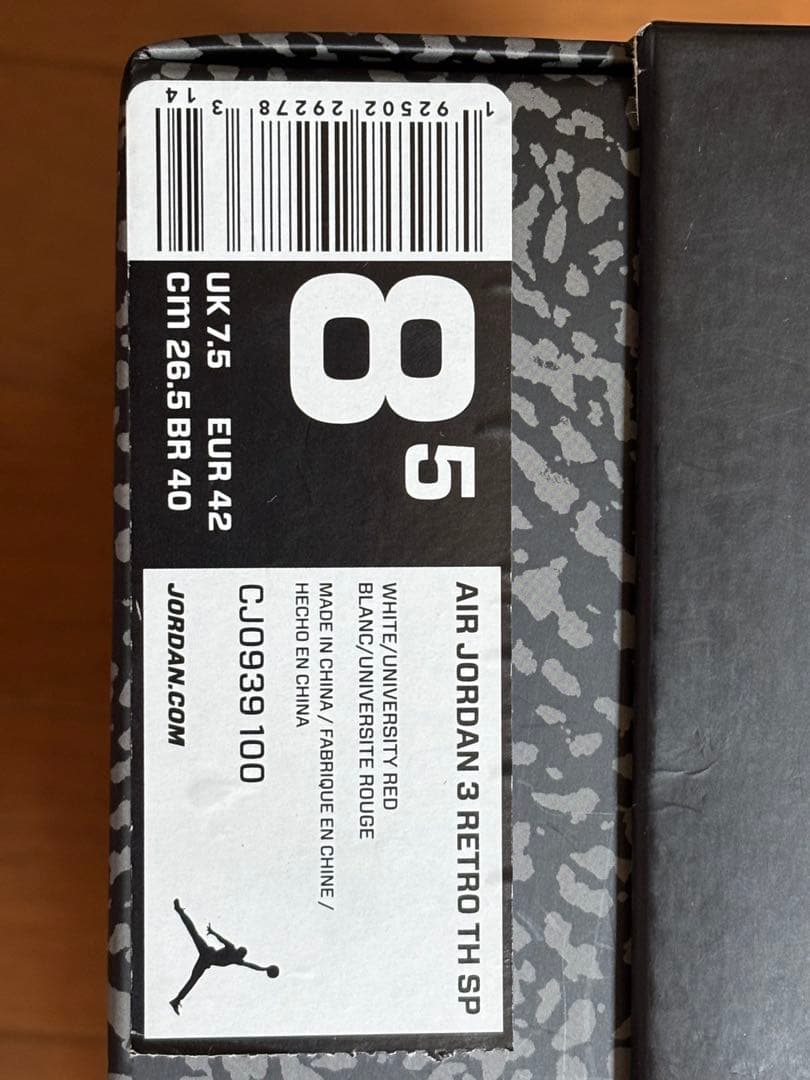 AIR JORDAN 3 RETRO TH SP
WHITE/UNIVERSITY RED
BLANC/UNIVERSITE ROUGE
MADE IN CHINA / FABRIQUE EN CHINE /
HECHO EN CHINA
CJ0939 100
JORDAN.COM
8 5
UK 7.5 EUR 42
cm 26.5 BR 40
1 92502 29278 3 14